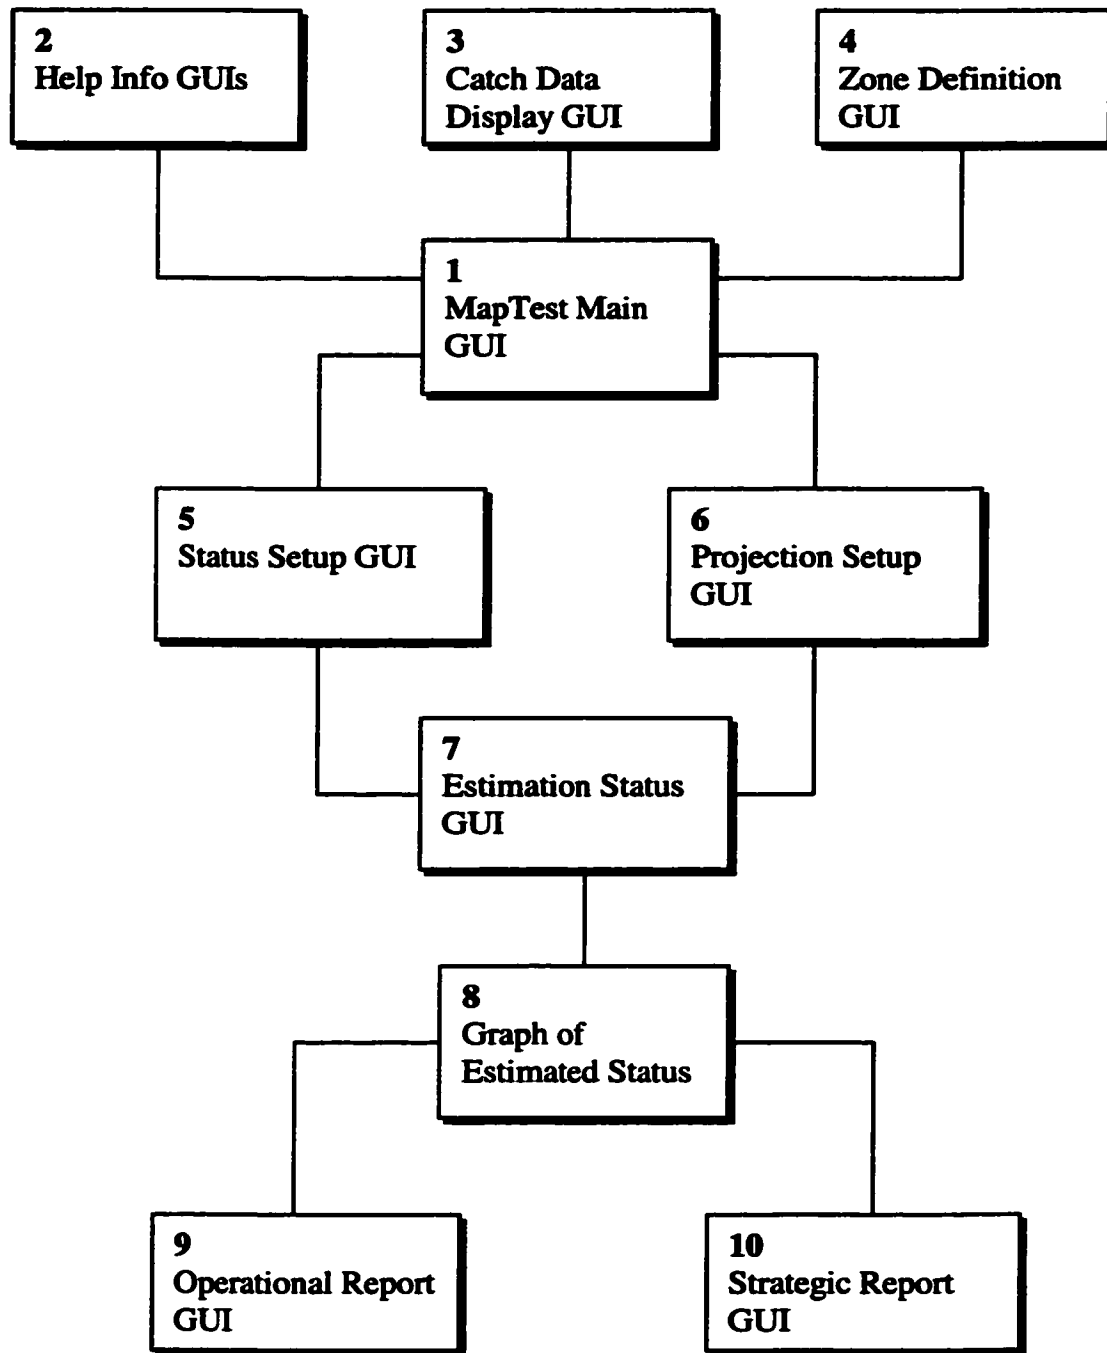 2
Help Info GUIs
3
Catch Data
Display GUI
4
Zone Definition
GUI
1
MapTest Main
GUI
5
Status Setup GUI
6
Projection Setup
GUI
7
Estimation Status
GUI
8
Graph of
Estimated Status
9
Operational Report
GUI
10
Strategic Report
GUI